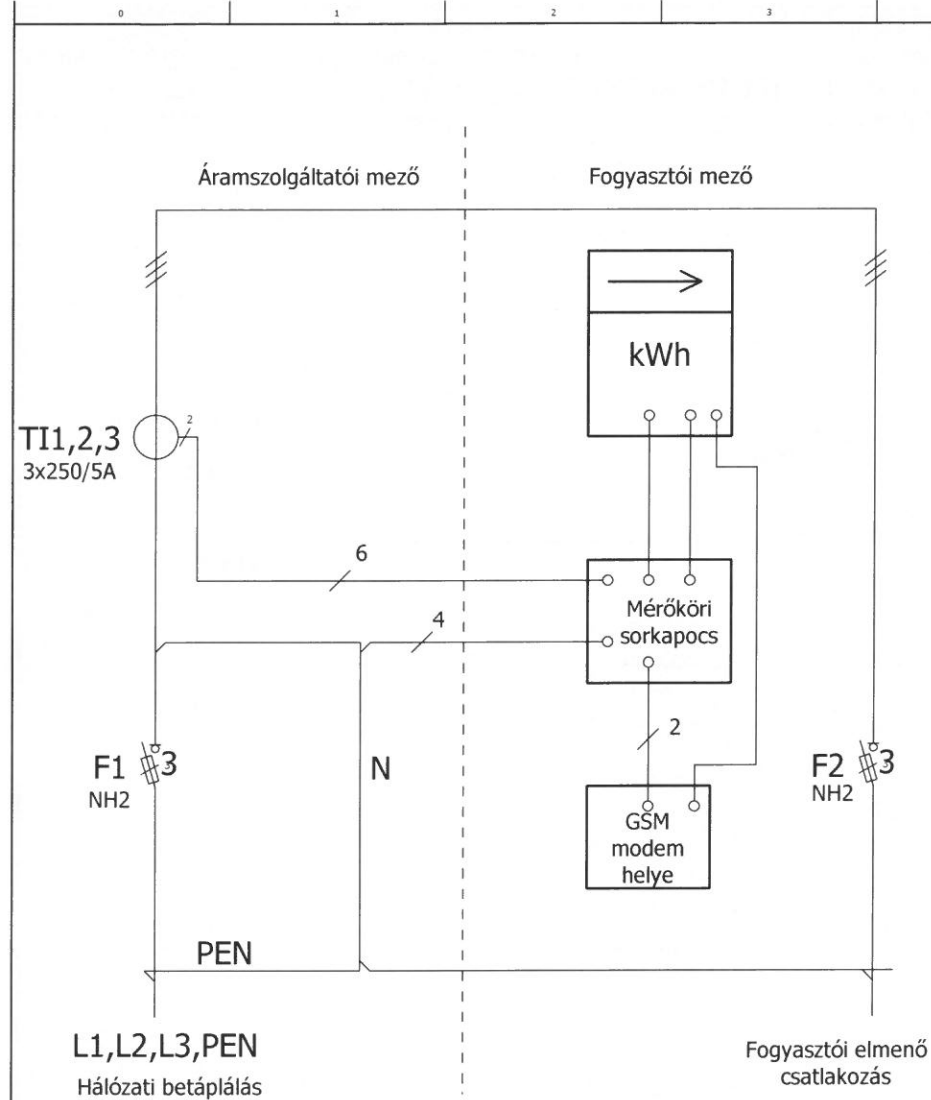 0 1 2 3
Áramszolgáltatói mező
Fogyasztói mező
kWh
TI1,2,3
3x250/5A
2
6
4
Mérőköri
sorkapocs
2
F1
3
NH2
N
F2
3
NH2
GSM
modem
helye
PEN
L1,L2,L3,PEN
Hálózati betáplálás
Fogyasztói elmenő
csatlakozás